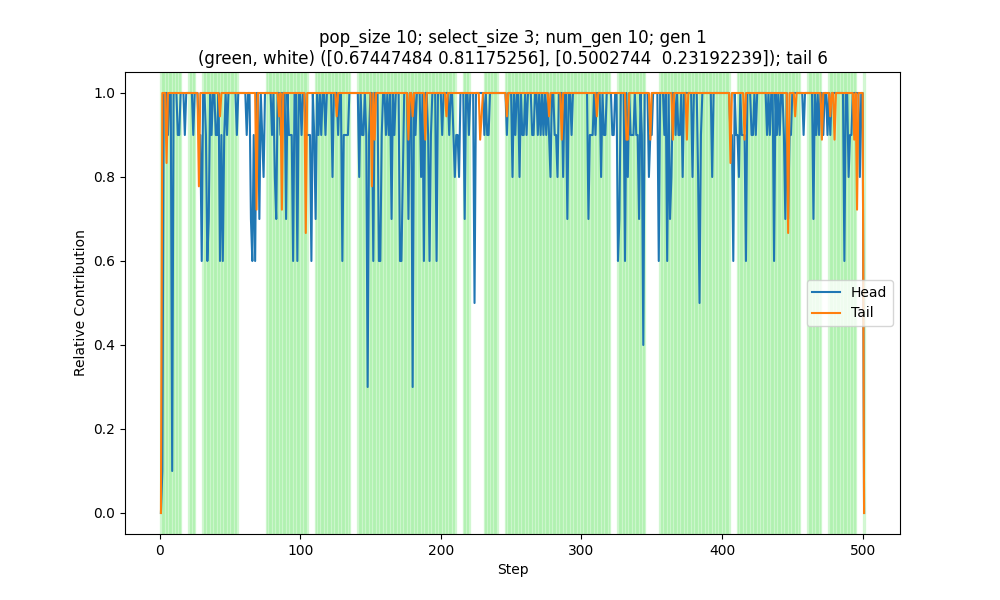 pop_size 10; select_size 3; num_gen 10; gen 1
(green, white) ([0.67447484 0.81175256], [0.5002744  0.23192239]); tail 6
1.0
0.8
0.6
0.4
0.2
0.0
Relative Contribution
Head
Tail
0
100
200
300
400
500
Step